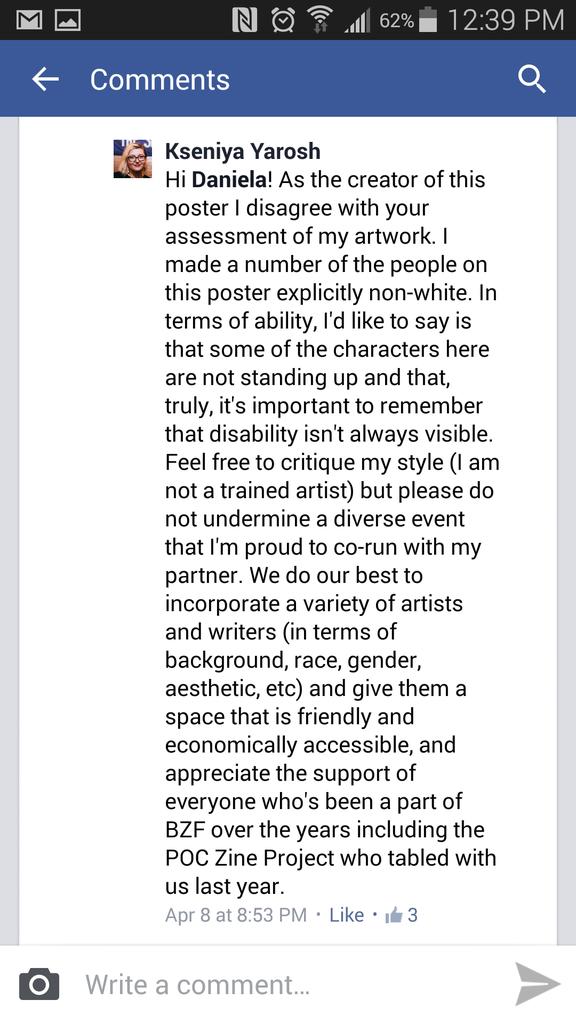 62% 12:39 PM
Comments
Kseniya Yarosh
Hi Daniela! As the creator of this
poster I disagree with your
assessment of my artwork. I
made a number of the people on
this poster explicitly non-white. In
terms of ability, I'd like to say is
that some of the characters here
are not standing up and that,
truly, it's important to remember
that disability isn't always visible.
Feel free to critique my style (I am
not a trained artist) but please do
not undermine a diverse event
that I'm proud to co-run with my
partner. We do our best to
incorporate a variety of artists
and writers (in terms of
background, race, gender,
aesthetic, etc) and give them a
space that is friendly and
economically accessible, and
appreciate the support of
everyone who's been a part of
BZF over the years including the
POC Zine Project who tabled with
us last year.
Apr 8 at 8:53 PM • Like • 3
Write a comment...